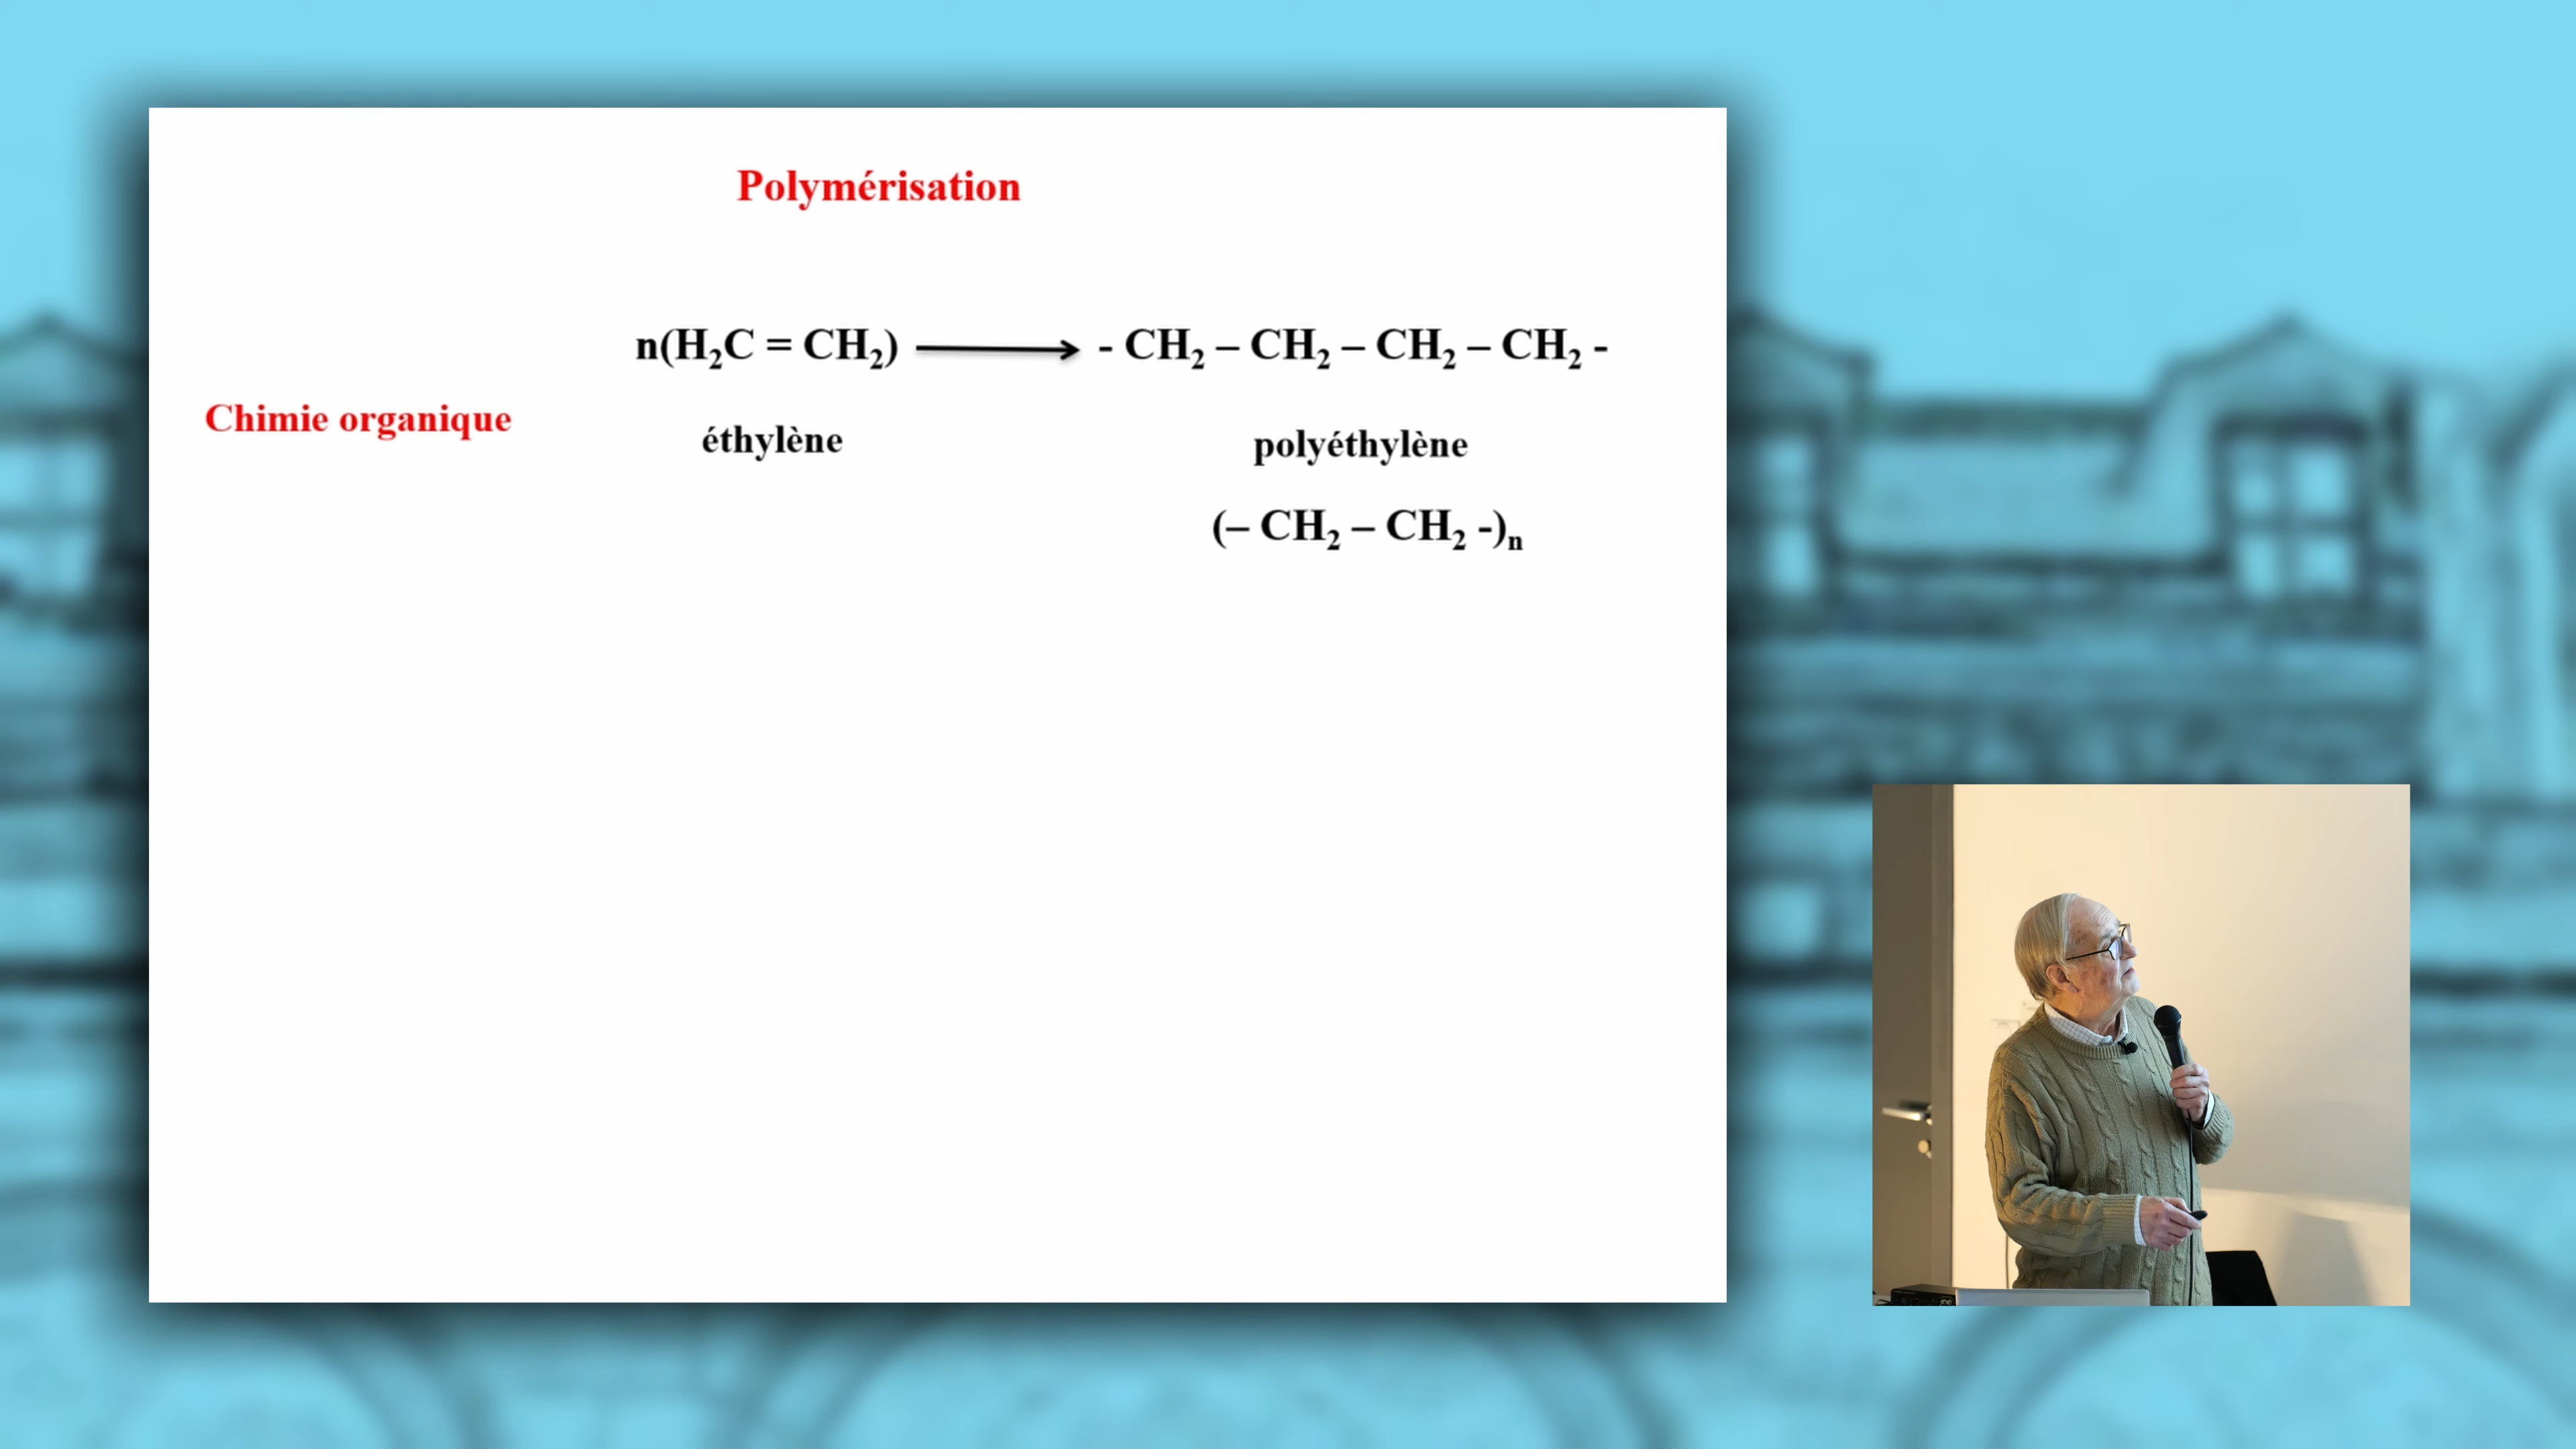 Polymérisation
n(H₂C = CH₂) ⟶ - CH₂ – CH₂ – CH₂ – CH₂ -
Chimie organique
éthylène
polyéthylène
(– CH₂ – CH₂ -)ₙ